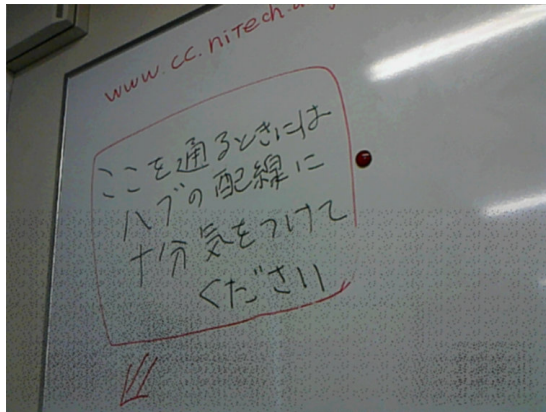 www.cc.nitech.a
ここを通るときには
ハブの配線に
十分気をつけて
ください